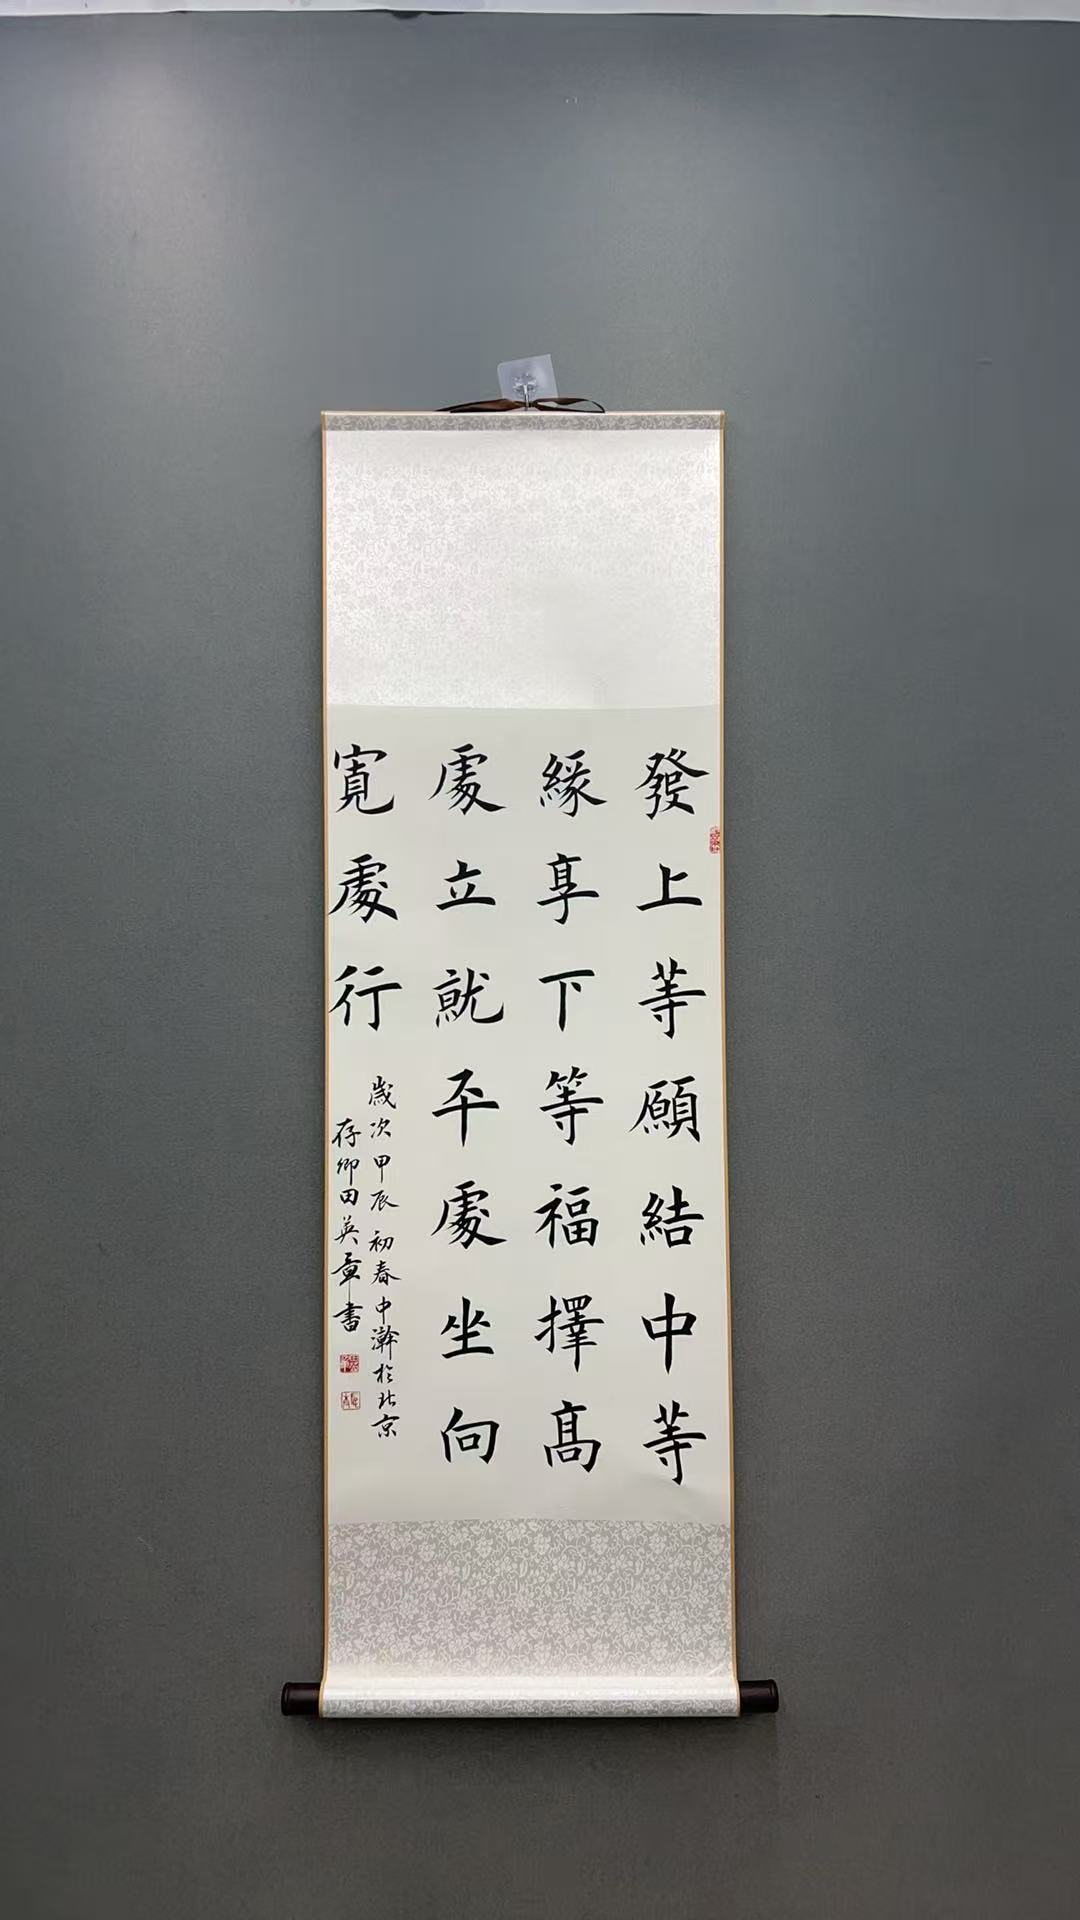 發上等願結中等
緣享下等福擇高
處立就平處坐向
寬處行
歲次甲辰初春中澣於北京
存卿田英章書